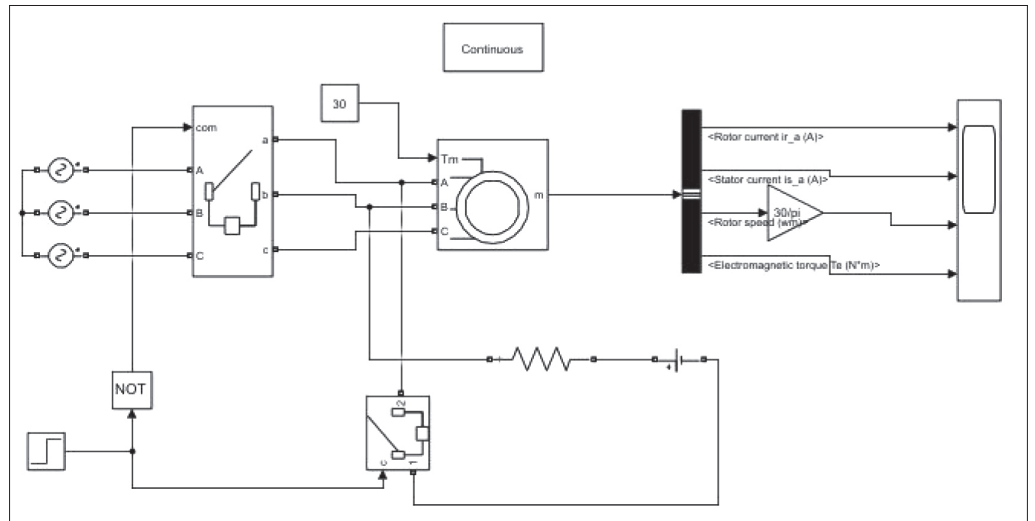 Continuous
30
com
a
A
b
B
c
C
Tm
A
B
C
m
<Rotor current ir_a (A)>
<Stator current is_a (A)>
30/pi
<Rotor speed (wm)>
<Electromagnetic torque Te (N*m)>
+
NOT
2
c
1